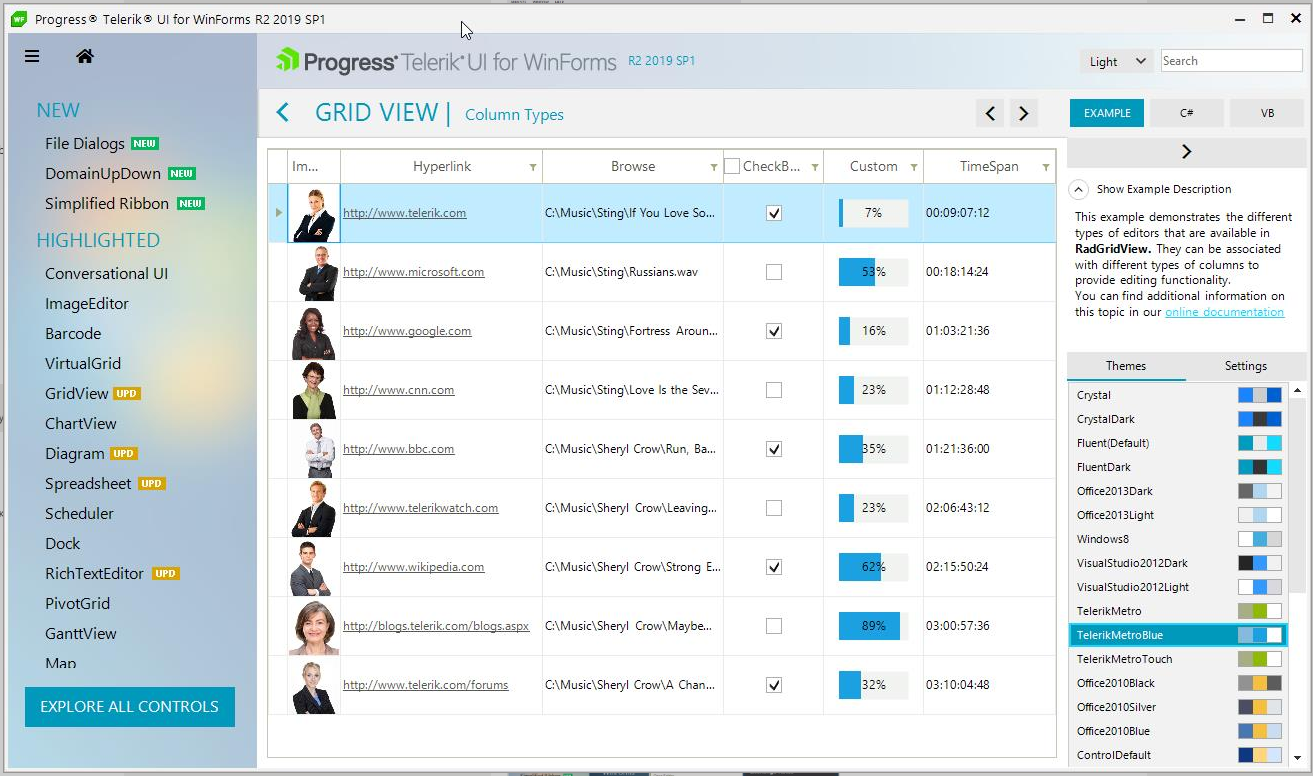 Progress® Telerik® UI for WinForms R2 2019 SP1
Progress® Telerik® UI for WinForms R2 2019 SP1
Light
Search
NEW
File Dialogs NEW
DomainUpDown NEW
Simplified Ribbon NEW
HIGHLIGHTED
Conversational UI
ImageEditor
Barcode
VirtualGrid
GridView UPD
ChartView
Diagram UPD
Spreadsheet UPD
Scheduler
Dock
RichTextEditor UPD
PivotGrid
GanttView
Map
EXPLORE ALL CONTROLS
GRID VIEW | Column Types
Im... Hyperlink Browse CheckB... Custom TimeSpan
http://www.telerik.com C:\Music\Sting\If You Love So... 7% 00:09:07:12
http://www.microsoft.com C:\Music\Sting\Russians.wav 53% 00:18:14:24
http://www.google.com C:\Music\Sting\Fortress Aroun... 16% 01:03:21:36
http://www.cnn.com C:\Music\Sting\Love Is the Sev... 23% 01:12:28:48
http://www.bbc.com C:\Music\Sheryl Crow\Run, Ba... 35% 01:21:36:00
http://www.telerikwatch.com C:\Music\Sheryl Crow\Leaving... 23% 02:06:43:12
http://www.wikipedia.com C:\Music\Sheryl Crow\Strong E... 62% 02:15:50:24
http://blogs.telerik.com/blogs.aspx C:\Music\Sheryl Crow\Maybe... 89% 03:00:57:36
http://www.telerik.com/forums C:\Music\Sheryl Crow\A Chan... 32% 03:10:04:48
EXAMPLE C# VB
Show Example Description
This example demonstrates the different
types of editors that are available in
RadGridView. They can be associated
with different types of columns to
provide editing functionality.
You can find additional information on
this topic in our online documentation
Themes Settings
Crystal
CrystalDark
Fluent(Default)
FluentDark
Office2013Dark
Office2013Light
Windows8
VisualStudio2012Dark
VisualStudio2012Light
TelerikMetro
TelerikMetroBlue
TelerikMetroTouch
Office2010Black
Office2010Silver
Office2010Blue
ControlDefault